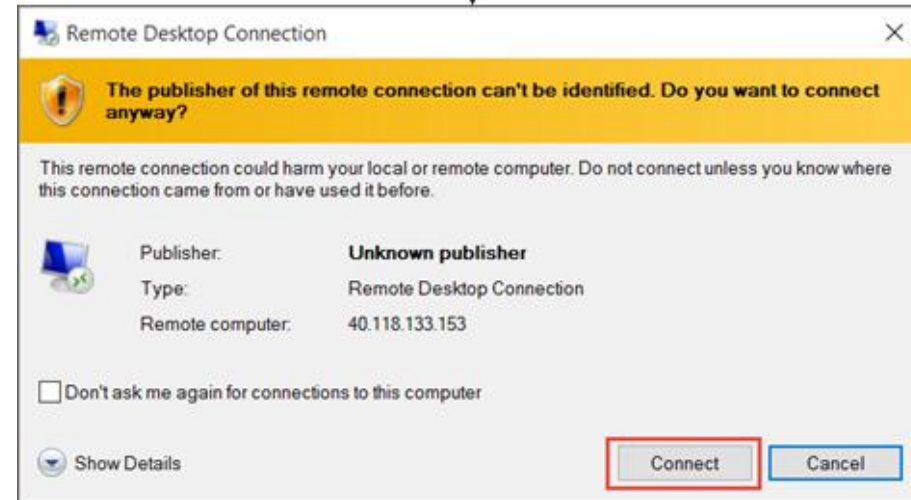 Remote Desktop Connection
The publisher of this remote connection can't be identified. Do you want to connect
anyway?
This remote connection could harm your local or remote computer. Do not connect unless you know where
this connection came from or have used it before.
Publisher: Unknown publisher
Type: Remote Desktop Connection
Remote computer: 40.118.133.153
Don't ask me again for connections to this computer
Show Details Connect Cancel